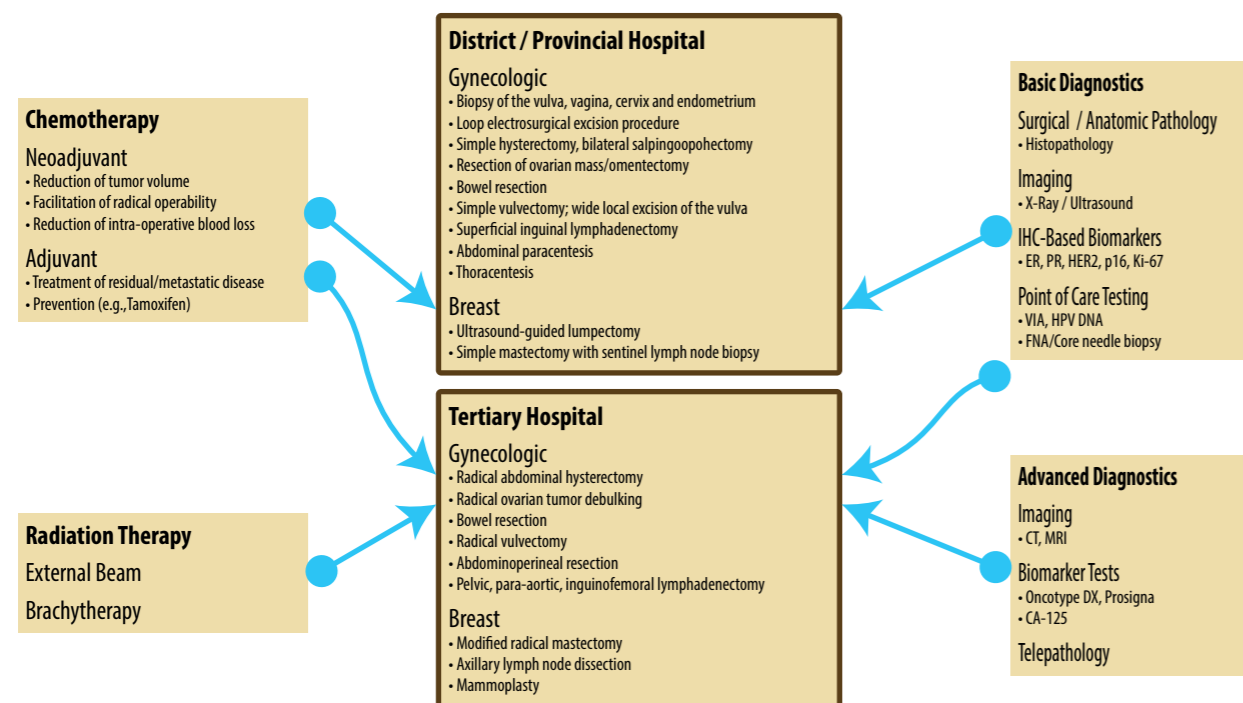 Chemotherapy
Neoadjuvant
• Reduction of tumor volume
• Facilitation of radical operability
• Reduction of intra-operative blood loss
Adjuvant
• Treatment of residual/metastatic disease
• Prevention (e.g.,Tamoxifen)
Radiation Therapy
External Beam
Brachytherapy
District / Provincial Hospital
Gynecologic
• Biopsy of the vulva, vagina, cervix and endometrium
• Loop electrosurgical excision procedure
• Simple hysterectomy, bilateral salpingoopohectomy
• Resection of ovarian mass/omentectomy
• Bowel resection
• Simple vulvectomy; wide local excision of the vulva
• Superficial inguinal lymphadenectomy
• Abdominal paracentesis
• Thoracentesis
Breast
• Ultrasound-guided lumpectomy
• Simple mastectomy with sentinel lymph node biopsy
Tertiary Hospital
Gynecologic
• Radical abdominal hysterectomy
• Radical ovarian tumor debulking
• Bowel resection
• Radical vulvectomy
• Abdominoperineal resection
• Pelvic, para-aortic, inguinofemoral lymphadenectomy
Breast
• Modified radical mastectomy
• Axillary lymph node dissection
• Mammoplasty
Basic Diagnostics
Surgical / Anatomic Pathology
• Histopathology
Imaging
• X-Ray / Ultrasound
IHC-Based Biomarkers
• ER, PR, HER2, p16, Ki-67
Point of Care Testing
• VIA, HPV DNA
• FNA/Core needle biopsy
Advanced Diagnostics
Imaging
• CT, MRI
Biomarker Tests
• Oncotype DX, Prosigna
• CA-125
Telepathology